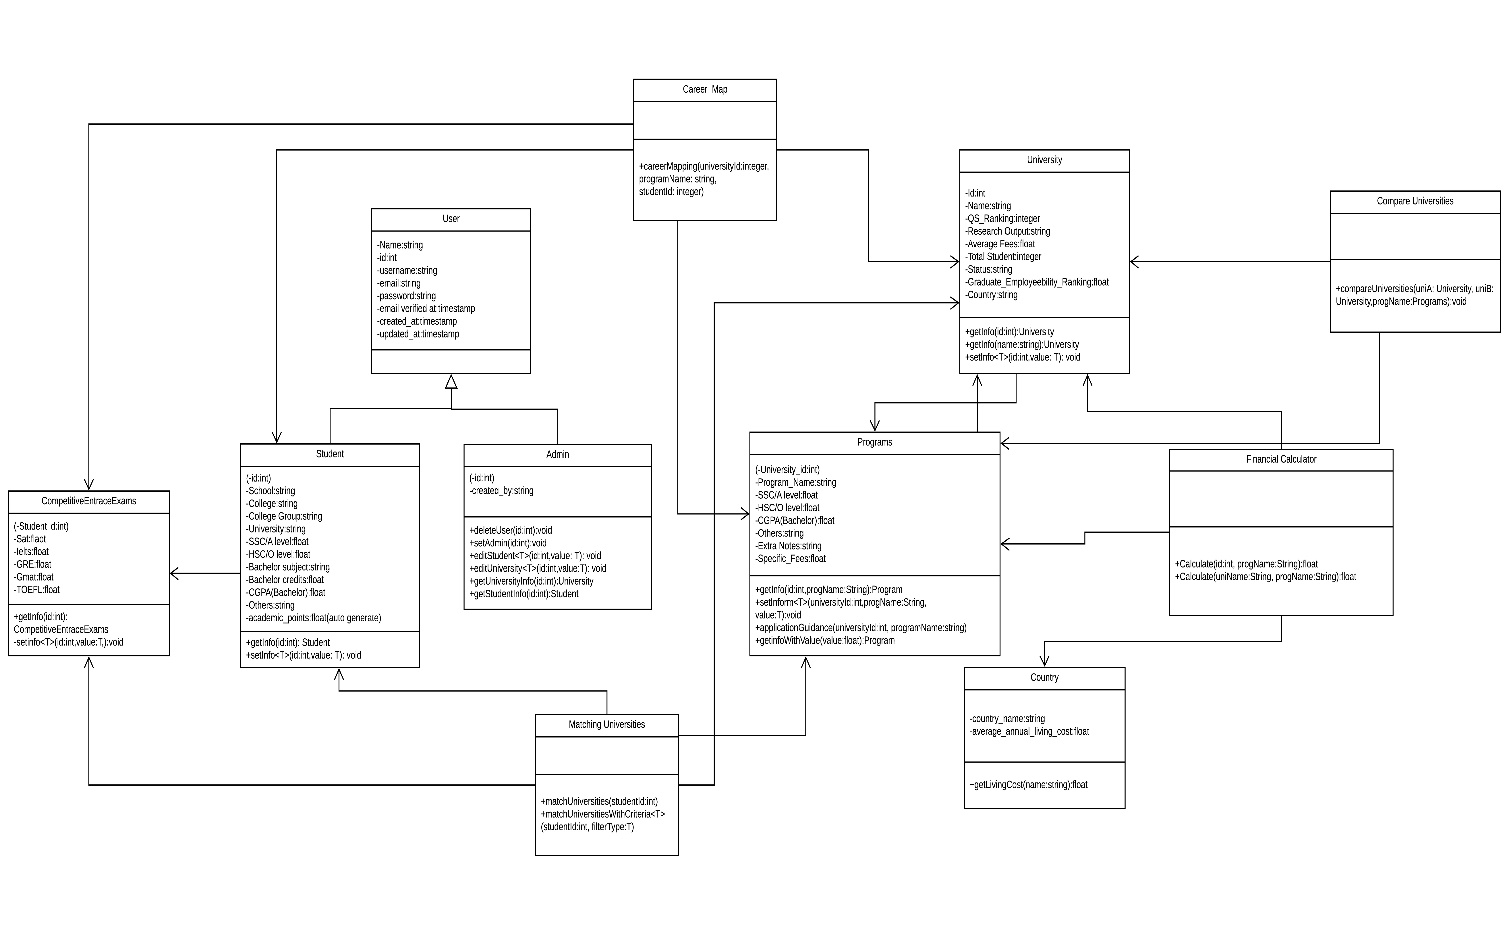 Career Map
+careerMapping(universityId:integer,
programName: string,
studentId: integer)
University
-Id:int
-Name:string
-QS_Ranking:integer
-Research Output:string
-Average Fees:float
-Total Student:integer
-Status:string
-Graduate_Employeebility_Ranking:float
-Country:string
+getInfo(id:int):University
+getInfo(name:string):University
+setInfo<T>(id:int,value: T): void
Compare Universities
+compareUniversities(uniA: University, uniB:
University,progName:Programs):void
User
-Name:string
-id:int
-username:string
-email:string
-password:string
-email verified at:timestamp
-created_at:timestamp
-updated_at:timestamp
Student
(-id:int)
-School:string
-College:string
-College Group:string
-University:string
-SSC/A level:float
-HSC/O level:float
-Bachelor subject:string
-Bachelor credits:float
-CGPA(Bachelor):float
-Others:string
-academic_points:float(auto generate)
+getInfo(id:int): Student
+setInfo<T>(id:int,value: T): void
Admin
(-id:int)
-created_by:string
+deleteUser(id:int):void
+setAdmin(id:int):void
+editStudent<T>(id:int,value: T): void
+editUniversity<T>(id:int,value:T): void
+getUniversityInfo(id:int):University
+getStudentInfo(id:int):Student
CompetitiveEntraceExams
(-Student_id:int)
-Sat:flaot
-Ielts:float
-GRE:float
-Gmat:float
-TOEFL:float
+getInfo(id:int):
CompetitiveEntraceExams
-setInfo<T>(id:int,value:T,):void
Programs
(-University_id:int)
-Program_Name:string
-SSC/A level:float
-HSC/O level:float
-CGPA(Bachelor):float
-Others:string
-Extra Notes:string
-Specific_Fees:float
+getInfo(id:int,progName:String):Program
+setInform<T>(universityId:int,progName:String,
value:T):void
+applicationGuidance(universityId:int, programName:string)
+getInfoWithValue(value:float):Program
Financial Calculator
+Calculate(id:int, progName:String):float
+Calculate(uniName:String, progName:String):float
Country
-country_name:string
-average_annual_living_cost:float
+getLivingCost(name:string):float
Matching Universities
+matchUniversities(studentId:int)
+matchUniversitiesWithCriteria<T>
(studentId:int, filterType:T)